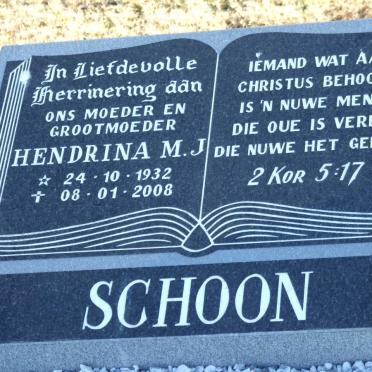 In Liefdevolle
Herrinering aan
ONS MOEDER EN
GROOTMOEDER
HENDRINA M.J
☆ 24 · 10 · 1932
✝ 08 · 01 · 2008
IEMAND WAT
CHRISTUS
IS 'N NUWE
DIE OUE IS
DIE NUWE HET
2 KOR 5:17
SCHOON